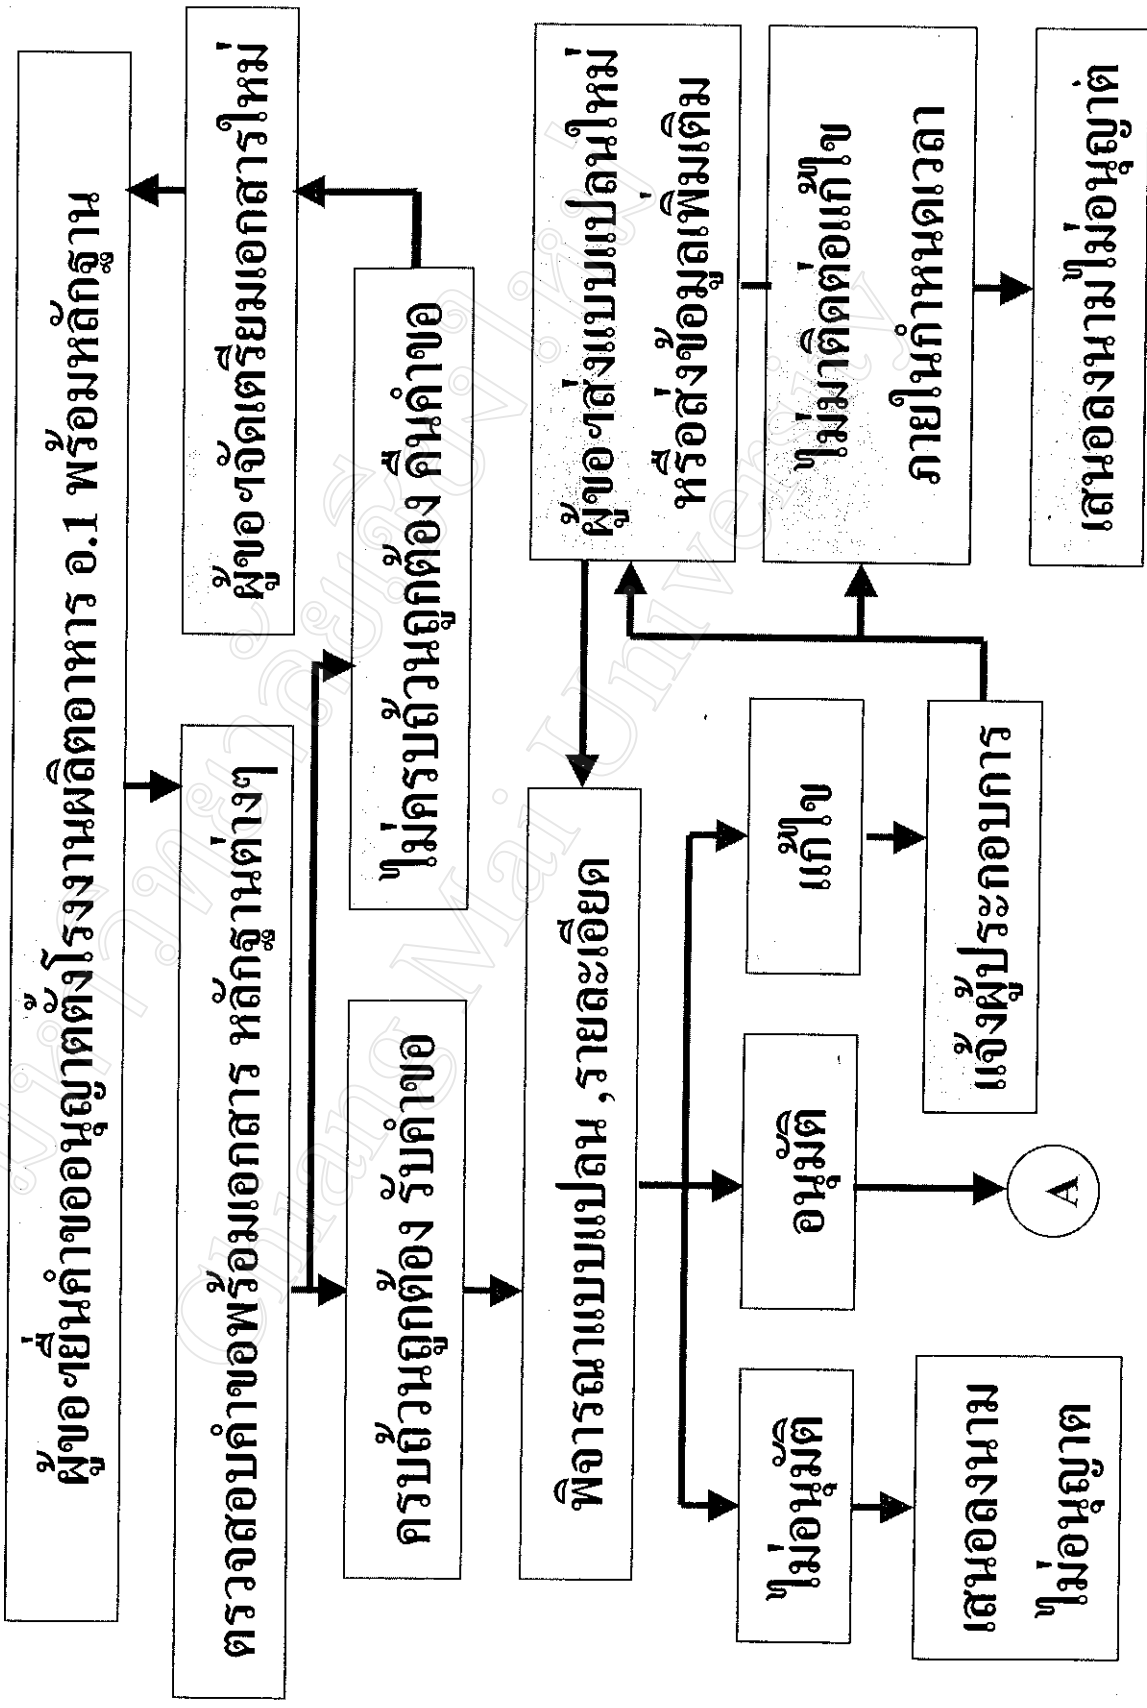 ผู้ขอฯยื่นคำขออนุญาตตั้งโรงงานผลิตอาหาร อ.1 พร้อมหลักฐาน
ตรวจสอบคำขอพร้อมเอกสาร หลักฐานต่างๆ
ผู้ขอฯจัดเตรียมเอกสารใหม่
ครบถ้วนถูกต้อง รับคำขอ
ไม่ครบถ้วนถูกต้อง คืนคำขอ
พิจารณาแบบแปลน ,รายละเอียด
ผู้ขอฯส่งแบบแปลนใหม่
หรือส่งข้อมูลเพิ่มเติม
ไม่อนุมัติ
อนุมัติ
แก้ไข
ไม่มาติดต่อแก้ไข
ภายในกำหนดเวลา
เสนอลงนาม
ไม่อนุญาต
A
แจ้งผู้ประกอบการ
เสนอลงนามไม่อนุญาต
Chiang Mai University